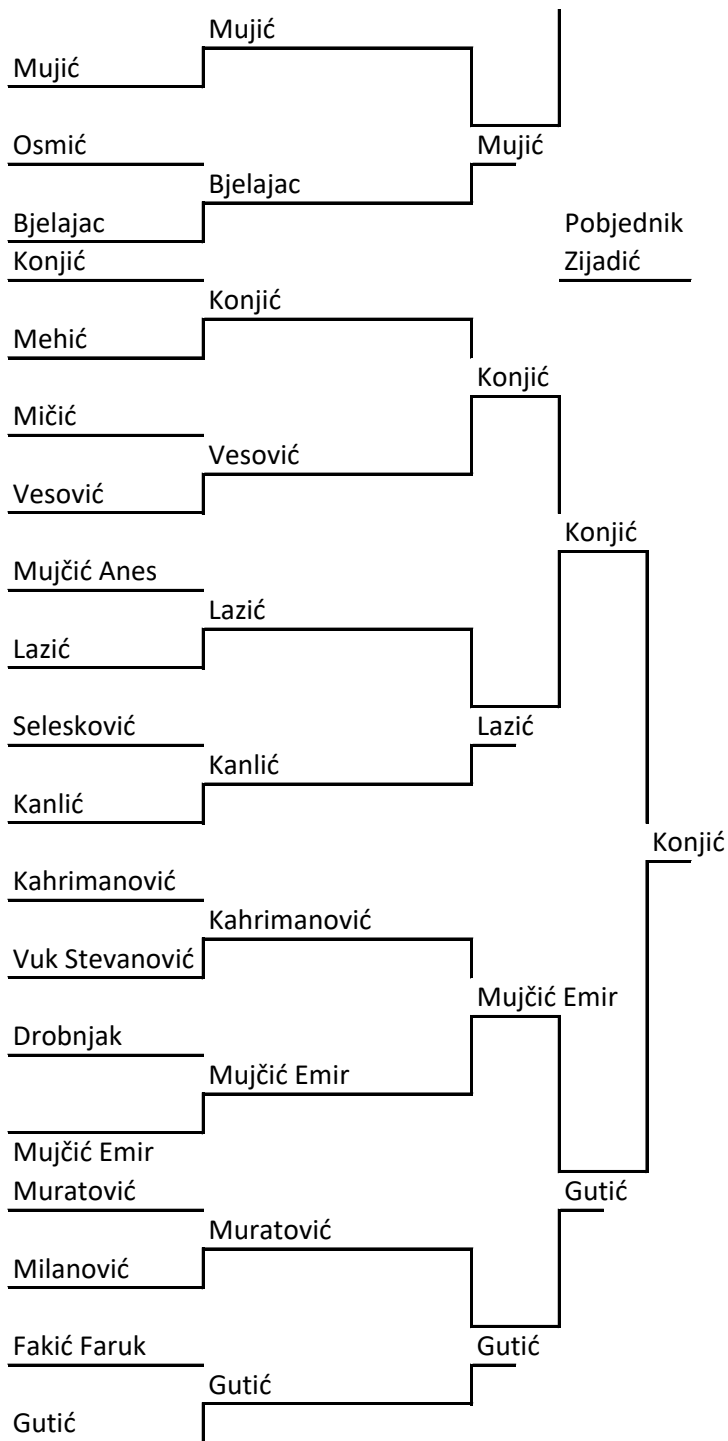 Mujić
Mujić
Osmić
Mujić
Bjelajac
Bjelajac
Pobjednik
Konjić
Zijadić
Konjić
Mehić
Konjić
Mičić
Vesović
Vesović
Konjić
Mujčić Anes
Lazić
Lazić
Selesković
Lazić
Kanlić
Kanlić
Konjić
Kahrimanović
Kahrimanović
Vuk Stevanović
Mujčić Emir
Drobnjak
Mujčić Emir
Mujčić Emir
Muratović
Gutić
Muratović
Milanović
Fakić Faruk
Gutić
Gutić
Gutić